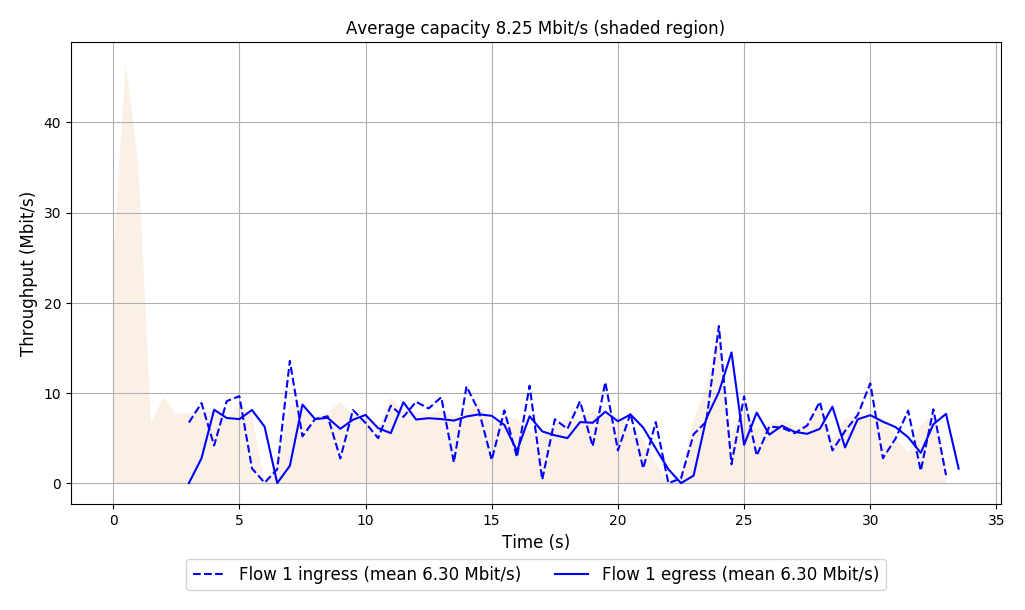 Average capacity 8.25 Mbit/s (shaded region)
Throughput (Mbit/s)
40
30
20
10
0
0 5 10 15 20 25 30 35
Time (s)
Flow 1 ingress (mean 6.30 Mbit/s) Flow 1 egress (mean 6.30 Mbit/s)